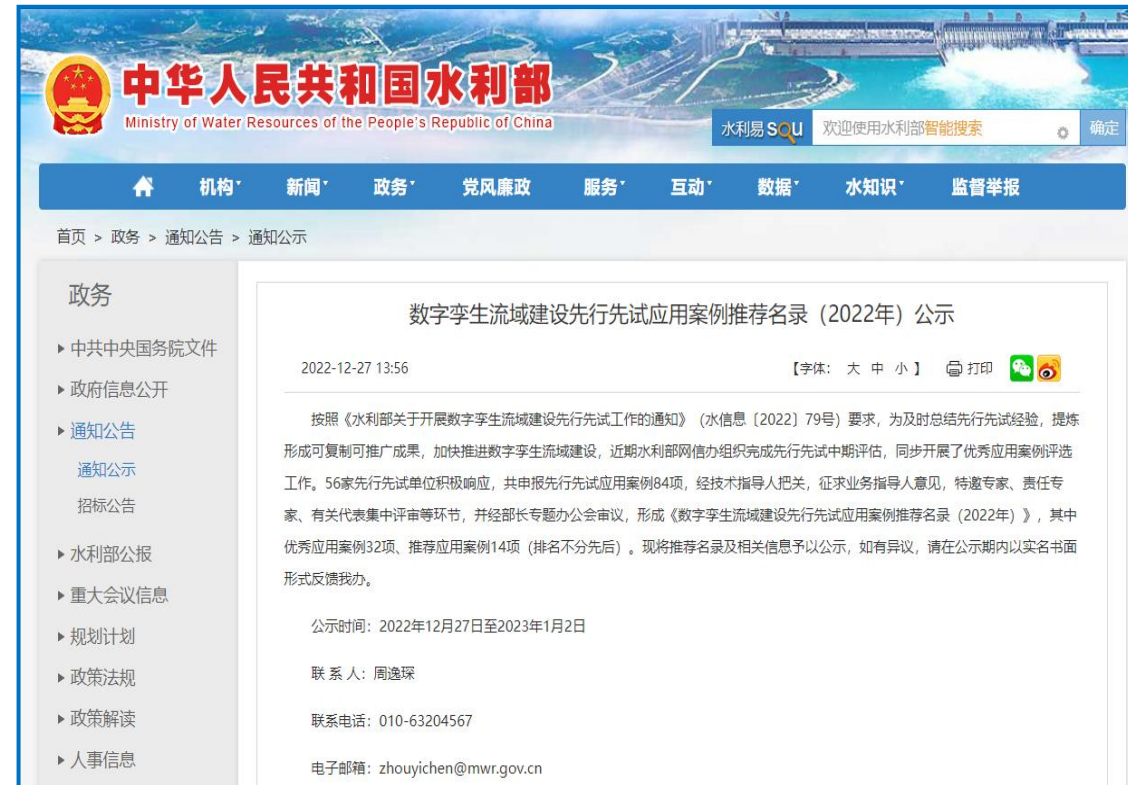 中华人民共和国水利部
Ministry of Water Resources of the People's Republic of China
水利易 SQU 欢迎使用水利部智能搜索 确定
机构 新闻 政务 党风廉政 服务 互动 数据 水知识 监督举报
首页 > 政务 > 通知公告 > 通知公示
政务
中共中央国务院文件
政府信息公开
通知公告
通知公示
招标公告
水利部公报
重大会议信息
规划计划
政策法规
政策解读
人事信息
数字孪生流域建设先行先试应用案例推荐名录（2022年）公示
2022-12-27 13:56 【字体： 大 中 小 】 打印
按照《水利部关于开展数字孪生流域建设先行先试工作的通知》（水信息〔2022〕79号）要求，为及时总结先行先试经验，提炼
形成可复制可推广成果，加快推进数字孪生流域建设，近期水利部网信办组织完成先行先试中期评估，同步开展了优秀应用案例评选
工作。56家先行先试单位积极响应，共申报先行先试应用案例84项，经技术指导人把关，征求业务指导人意见，特邀专家、责任专
家、有关代表集中评审等环节，并经部长专题办公会审议，形成《数字孪生流域建设先行先试应用案例推荐名录（2022年）》，其中
优秀应用案例32项、推荐应用案例14项（排名不分先后）。现将推荐名录及相关信息予以公示，如有异议，请在公示期内以实名书面
形式反馈我办。
公示时间：2022年12月27日至2023年1月2日
联 系 人：周逸琛
联系电话：010-63204567
电子邮箱：zhouyichen@mwr.gov.cn